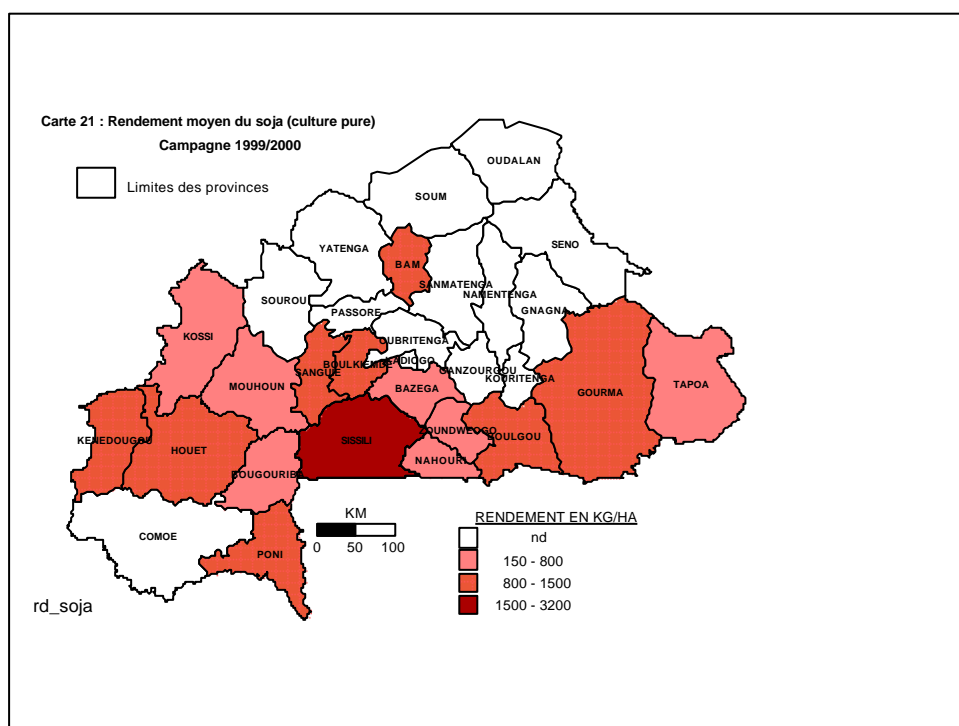 Carte 21 : Rendement moyen du soja (culture pure)
Campagne 1999/2000
Limites des provinces
OUDALAN
SOUM
SENO
YATENGA
BAM
SANMATENGA
NAMENTENGA
SOUROU
GNAGNA
PASSORE
KOSSI
OUBRITENGA
KADIOGO
BOULKIEMDE
SANGUIE
GANZOURGOU
KOURITENGA
MOUHOUN
BAZEGA
GOURMA
TAPOA
ZOUNDWEOGO
BOULGOU
KENEDOUGOU
HOUET
SISSILI
NAHOURI
BOUGOURIBA
COMOE
PONI
KM
0 50 100
RENDEMENT EN KG/HA
nd
150 - 800
800 - 1500
1500 - 3200
rd_soja